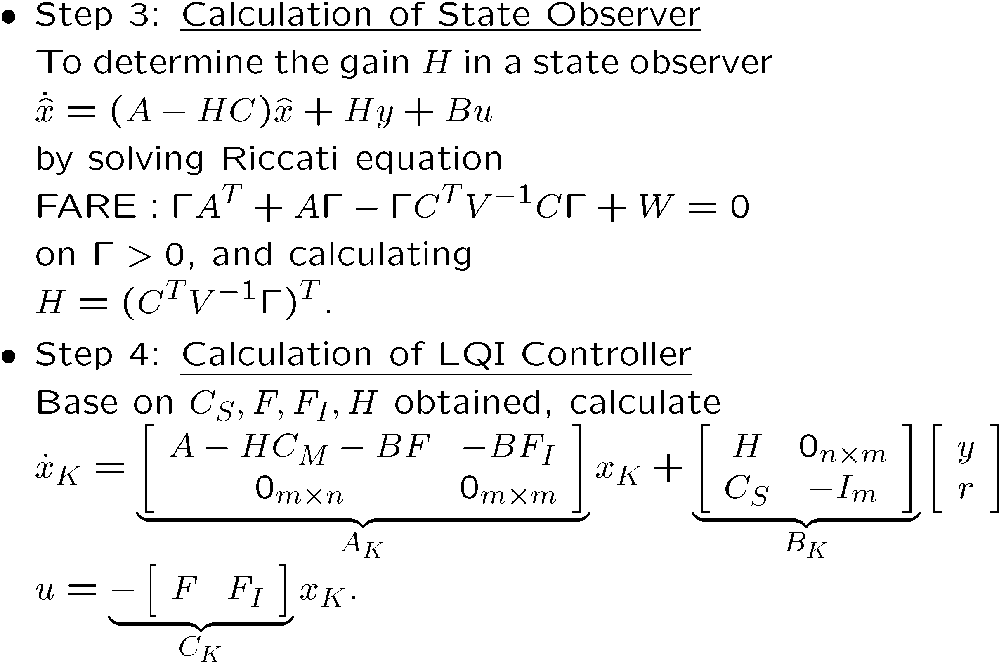 • Step 3: Calculation of State Observer
To determine the gain H in a state observer
$\dot{\hat{x}} = (A - HC)\hat{x} + Hy + Bu$
by solving Riccati equation
FARE : $\Gamma A^T + A\Gamma - \Gamma C^T V^{-1} C\Gamma + W = 0$
on $\Gamma > 0$, and calculating
$H = (C^T V^{-1} \Gamma)^T.$
• Step 4: Calculation of LQI Controller
Base on $C_S, F, F_I, H$ obtained, calculate
$\dot{x}_K = \underbrace{\begin{bmatrix} A - HC_M - BF & -BF_I \\ 0_{m \times n} & 0_{m \times m} \end{bmatrix}}_{A_K} x_K + \underbrace{\begin{bmatrix} H & 0_{n \times m} \\ C_S & -I_m \end{bmatrix}}_{B_K} \begin{bmatrix} y \\ r \end{bmatrix}$
$u = \underbrace{-\begin{bmatrix} F & F_I \end{bmatrix}}_{C_K} x_K.$